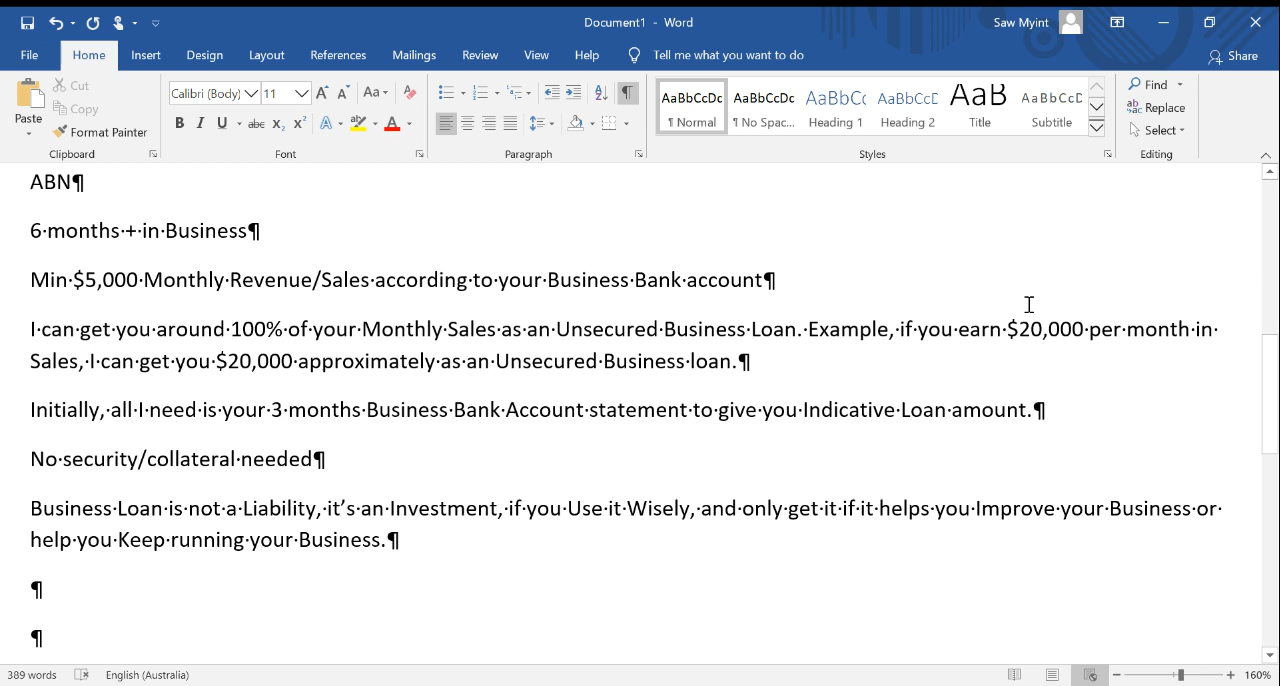 Document1 - Word
Saw Myint
File Home Insert Design Layout References Mailings Review View Help Tell me what you want to do Share
Paste
Cut
Copy
Format Painter
Clipboard
Calibri (Body) 11
Font
Paragraph
AaBbCcDc AaBbCcDc AaBbCc AaBbCcD AaB AaBbCcD
¶ Normal ¶ No Spac... Heading 1 Heading 2 Title Subtitle
Styles
Find
Replace
Select
Editing
ABN¶
6·months·+·in·Business¶
Min·$5,000·Monthly·Revenue/Sales·according·to·your·Business·Bank·account¶
I·can·get·you·around·100%·of·your·Monthly·Sales·as·an·Unsecured·Business·Loan.·Example,·if·you·earn·$20,000·per·month·in·
Sales,·I·can·get·you·$20,000·approximately·as·an·Unsecured·Business·loan.¶
Initially,·all·I·need·is·your·3·months·Business·Bank·Account·statement·to·give·you·Indicative·Loan·amount.¶
No·security/collateral·needed¶
Business·Loan·is·not·a·Liability,·it’s·an·Investment,·if·you·Use·it·Wisely,·and·only·get·it·if·it·helps·you·Improve·your·Business·or·
help·you·Keep·running·your·Business.¶
¶
¶
389 words English (Australia) 160%